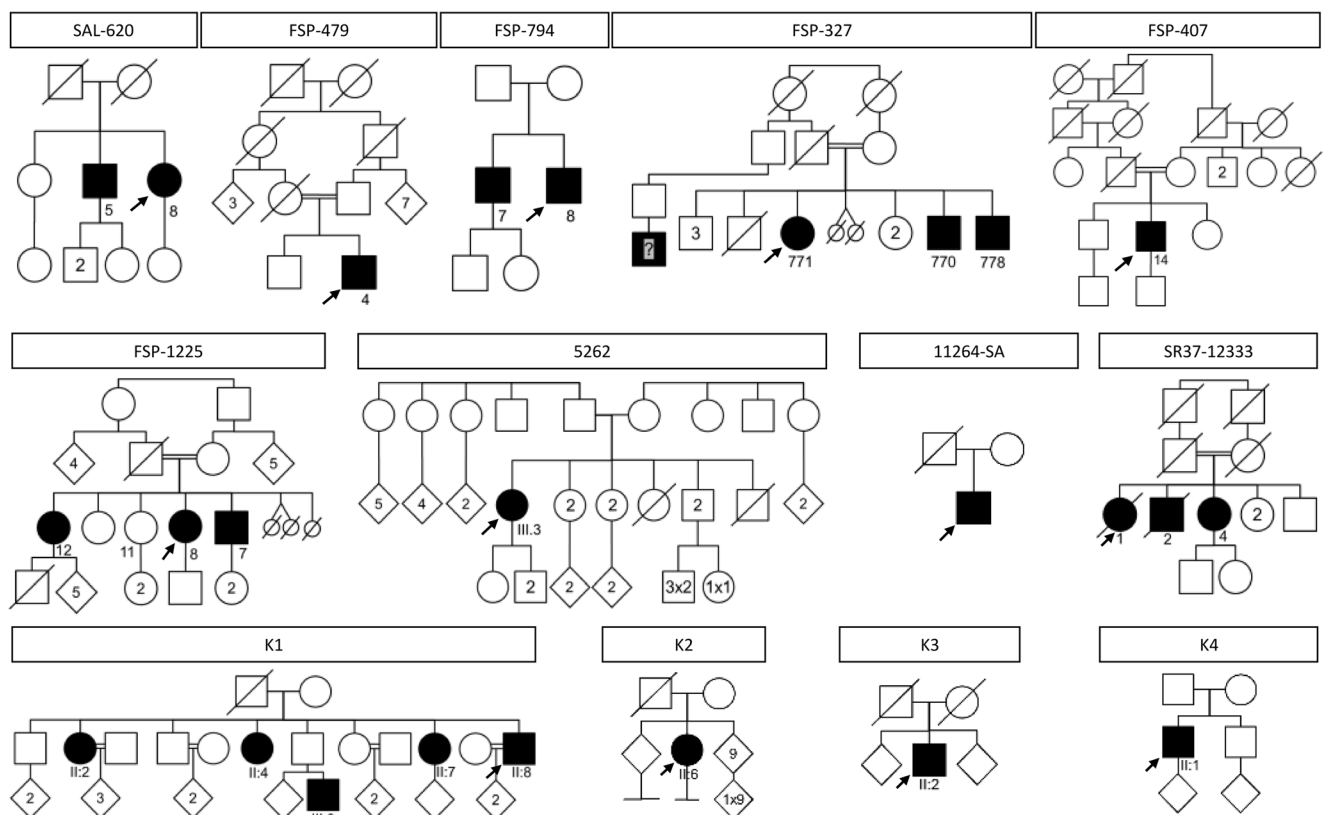 SAL-620 FSP-479 FSP-794 FSP-327 FSP-407
2
5 8
2
3 7
4
7 8
?
3 2
771 770 778
2
14
FSP-1225 5262 11264-SA SR37-12333
4 5
12 11 8 7
5 2 2
5 4 2 2 2 2 2
III.3
2 2 2 3x2 1x1
2
1 2 4
K1 K2 K3 K4
II:2 II:4 II:7 II:8
2 3 2 2 2
9
II:6
1x9
II:2
II:1